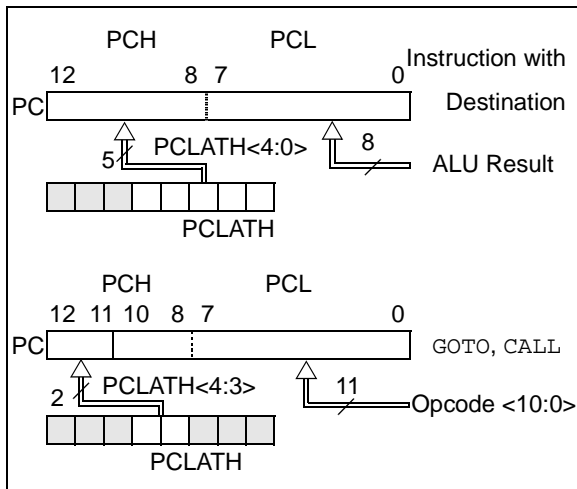 PCH PCL
12 8 7 0 Instruction with
PC Destination
5 PCLATH<4:0> 8 ALU Result
PCLATH
PCH PCL
12 11 10 8 7 0
PC GOTO, CALL
2 PCLATH<4:3> 11 Opcode <10:0>
PCLATH